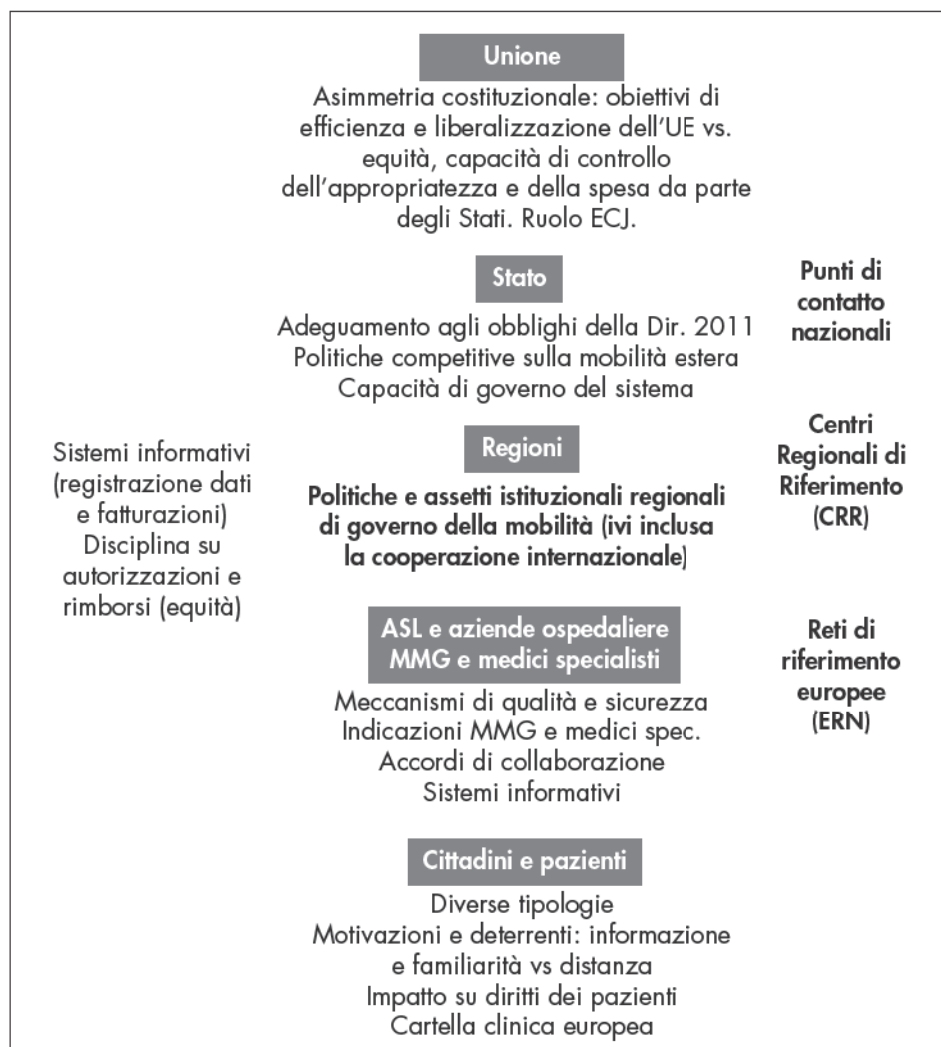 Unione
Asimmetria costituzionale: obiettivi di
efficienza e liberalizzazione dell'UE vs.
equità, capacità di controllo
dell'appropriatezza e della spesa da parte
degli Stati. Ruolo ECJ.
Stato
Adeguamento agli obblighi della Dir. 2011
Politiche competitive sulla mobilità estera
Capacità di governo del sistema
Punti di
contatto
nazionali
Sistemi informativi
(registrazione dati
e fatturazioni)
Disciplina su
autorizzazioni e
rimborsi (equità)
Regioni
Politiche e assetti istituzionali regionali
di governo della mobilità (ivi inclusa
la cooperazione internazionale)
Centri
Regionali di
Riferimento
(CRR)
ASL e aziende ospedaliere
MMG e medici specialisti
Meccanismi di qualità e sicurezza
Indicazioni MMG e medici spec.
Accordi di collaborazione
Sistemi informativi
Reti di
riferimento
europee
(ERN)
Cittadini e pazienti
Diverse tipologie
Motivazioni e deterrenti: informazione
e familiarità vs distanza
Impatto su diritti dei pazienti
Cartella clinica europea